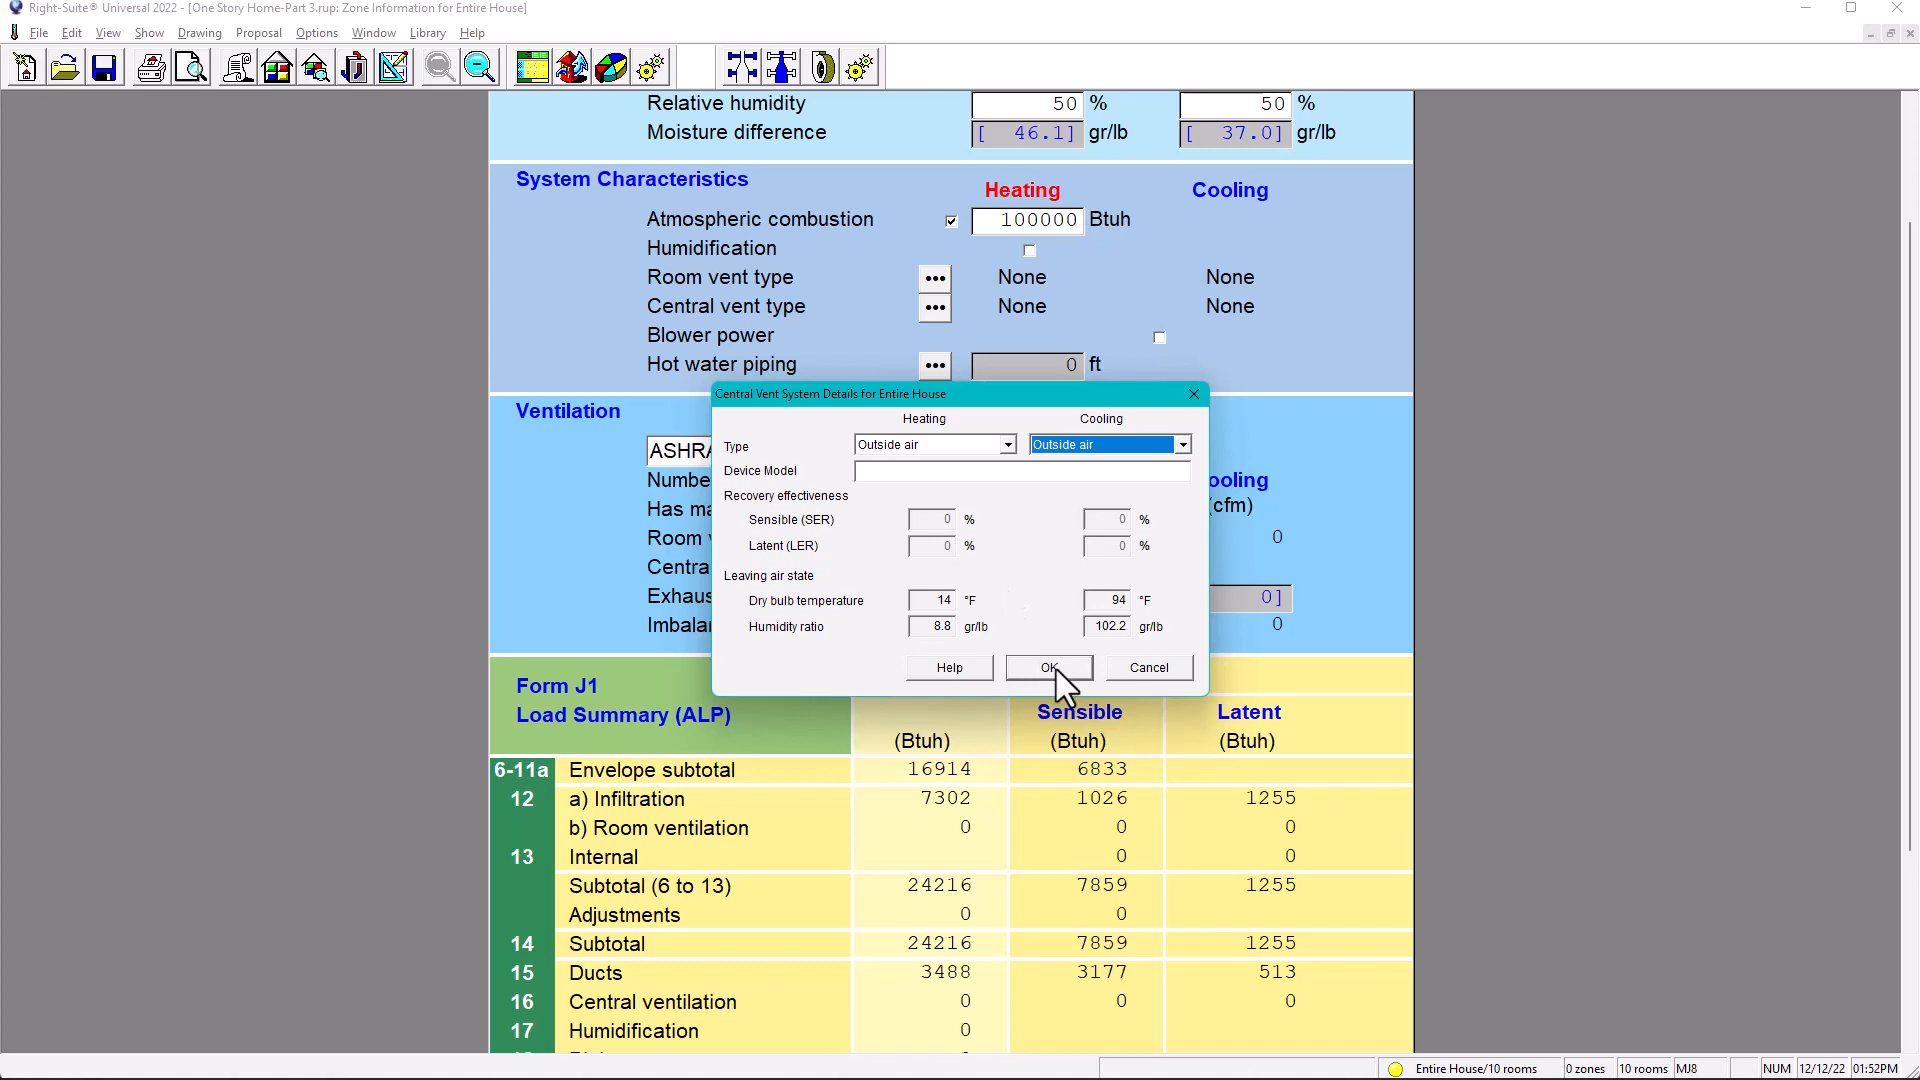 Right-Suite® Universal 2022 - [One Story Home-Part 3.rup: Zone Information for Entire House]
File Edit View Show Drawing Proposal Options Window Library Help
Relative humidity 50 % 50 %
Moisture difference [ 46.1] gr/lb [ 37.0] gr/lb
System Characteristics Heating Cooling
Atmospheric combustion 100000 Btuh
Humidification
Room vent type ••• None None
Central vent type ••• None None
Blower power
Hot water piping ••• 0 ft
Central Vent System Details for Entire House
Heating Cooling
Type Outside air Outside air
Device Model
Recovery effectiveness
Sensible (SER) 0 % 0 %
Latent (LER) 0 % 0 %
Leaving air state
Dry bulb temperature 14 °F 94 °F
Humidity ratio 8.8 gr/lb 102.2 gr/lb
Help OK Cancel
Ventilation
ASHRA
Numbe ooling
Has ma (cfm)
Room v 0
Centra
Exhaus 0]
Imbalan 0
Form J1
Load Summary (ALP) Sensible Latent
(Btuh) (Btuh) (Btuh)
6-11a Envelope subtotal 16914 6833
12 a) Infiltration 7302 1026 1255
b) Room ventilation 0 0 0
13 Internal 0 0
Subtotal (6 to 13) 24216 7859 1255
Adjustments 0 0
14 Subtotal 24216 7859 1255
15 Ducts 3488 3177 513
16 Central ventilation 0 0 0
17 Humidification 0
Entire House/10 rooms 0 zones 10 rooms MJ8 NUM 12/12/22 01:52PM